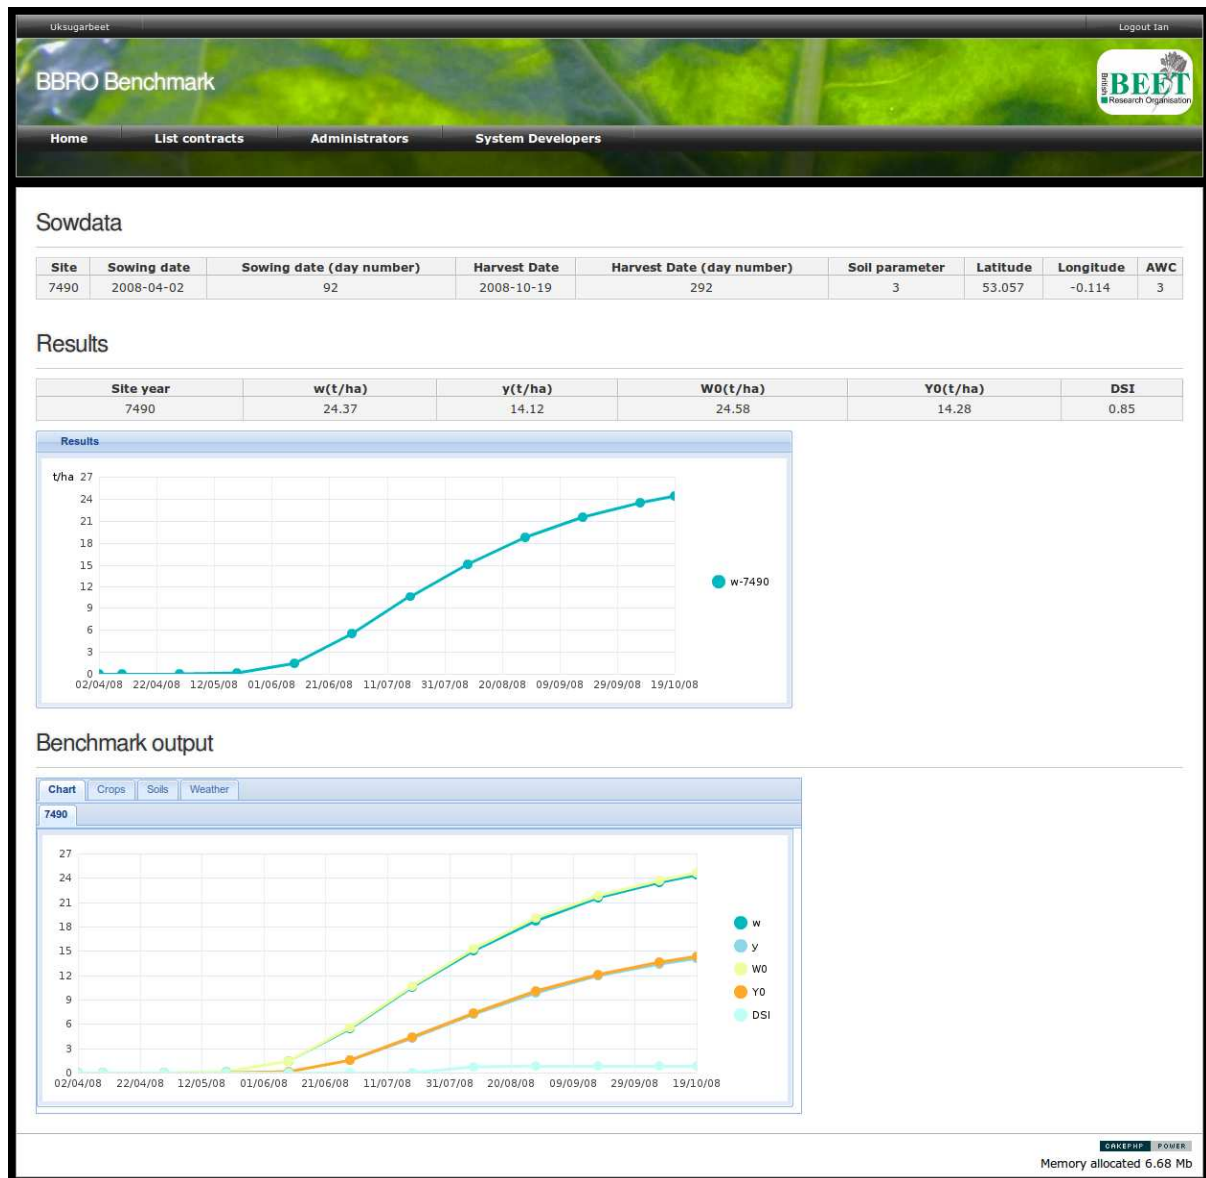 Uksugarbeet Logout Ian
BBRO Benchmark
British
BEET
Research Organisation
Home List contracts Administrators System Developers
Sowdata
Site Sowing date Sowing date (day number) Harvest Date Harvest Date (day number) Soil parameter Latitude Longitude AWC
7490 2008-04-02 92 2008-10-19 292 3 53.057 -0.114 3
Results
Site year w(t/ha) y(t/ha) W0(t/ha) Y0(t/ha) DSI
7490 24.37 14.12 24.58 14.28 0.85
Results
t/ha 27
24
21
18
15
12
9
6
3
0
w-7490
02/04/08 22/04/08 12/05/08 01/06/08 21/06/08 11/07/08 31/07/08 20/08/08 09/09/08 29/09/08 19/10/08
Benchmark output
Chart Crops Soils Weather
7490
27
24
21
18
15
12
9
6
3
0
w
y
W0
Y0
DSI
02/04/08 22/04/08 12/05/08 01/06/08 21/06/08 11/07/08 31/07/08 20/08/08 09/09/08 29/09/08 19/10/08
CAKEPHP POWER
Memory allocated 6.68 Mb